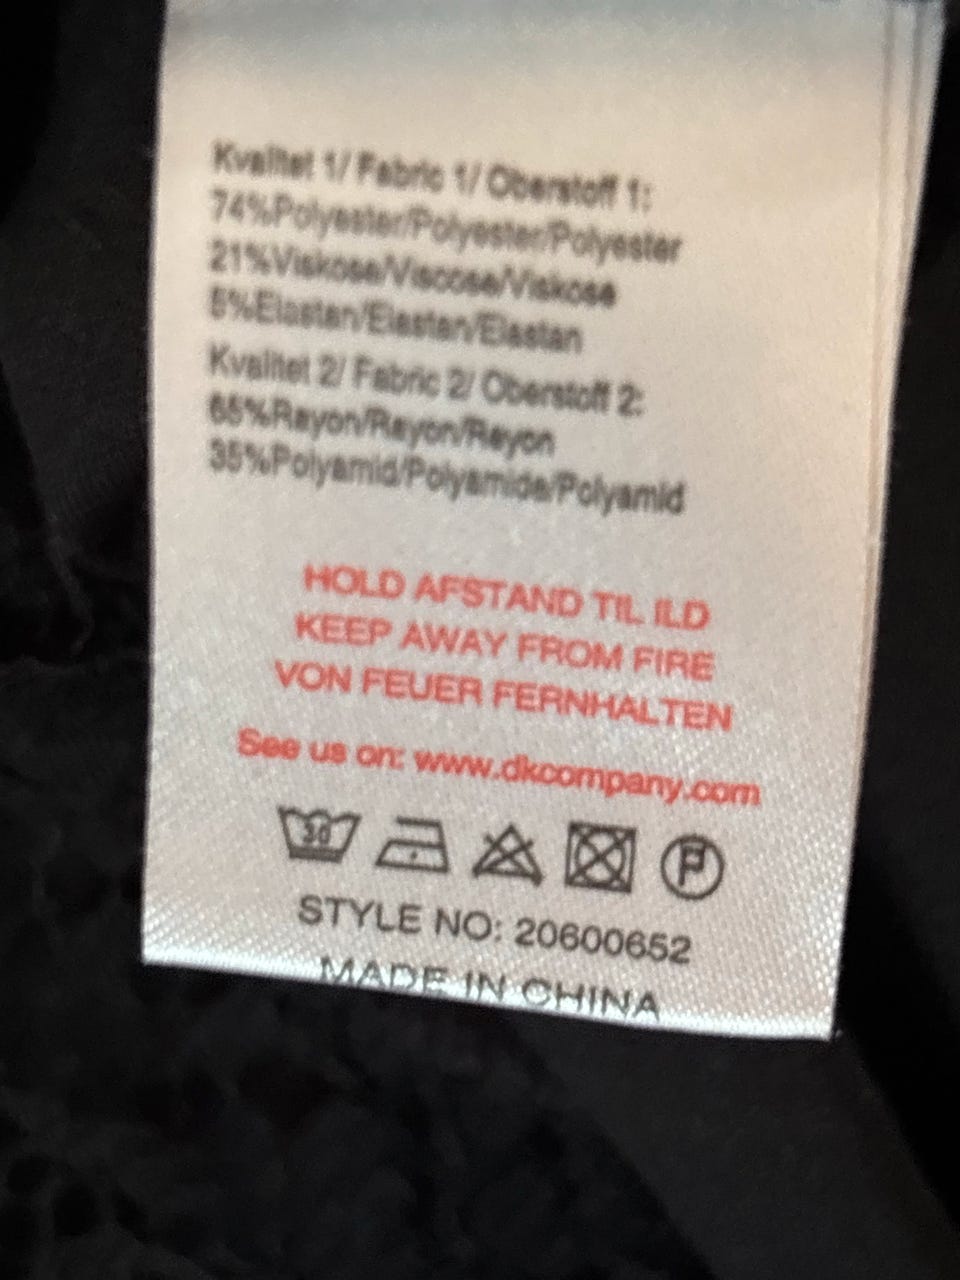 Kvalitet 1/ Fabric 1/ Oberstoff 1:
74%Polyester/Polyester/Polyester
21%Viskose/Viscose/Viskose
5%Elastan/Elastan/Elastan
Kvalitet 2/ Fabric 2/ Oberstoff 2:
65%Rayon/Rayon/Rayon
35%Polyamid/Polyamide/Polyamid
HOLD AFSTAND TIL ILD
KEEP AWAY FROM FIRE
VON FEUER FERNHALTEN
See us on: www.dkcompany.com
30 P
STYLE NO: 20600652
MADE IN CHINA